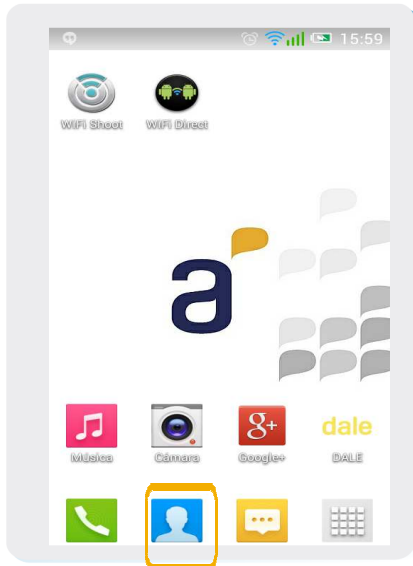 15:59
WiFi Shoot WiFi Direct
a
Música Cámara Google+ DALE
g+
dale